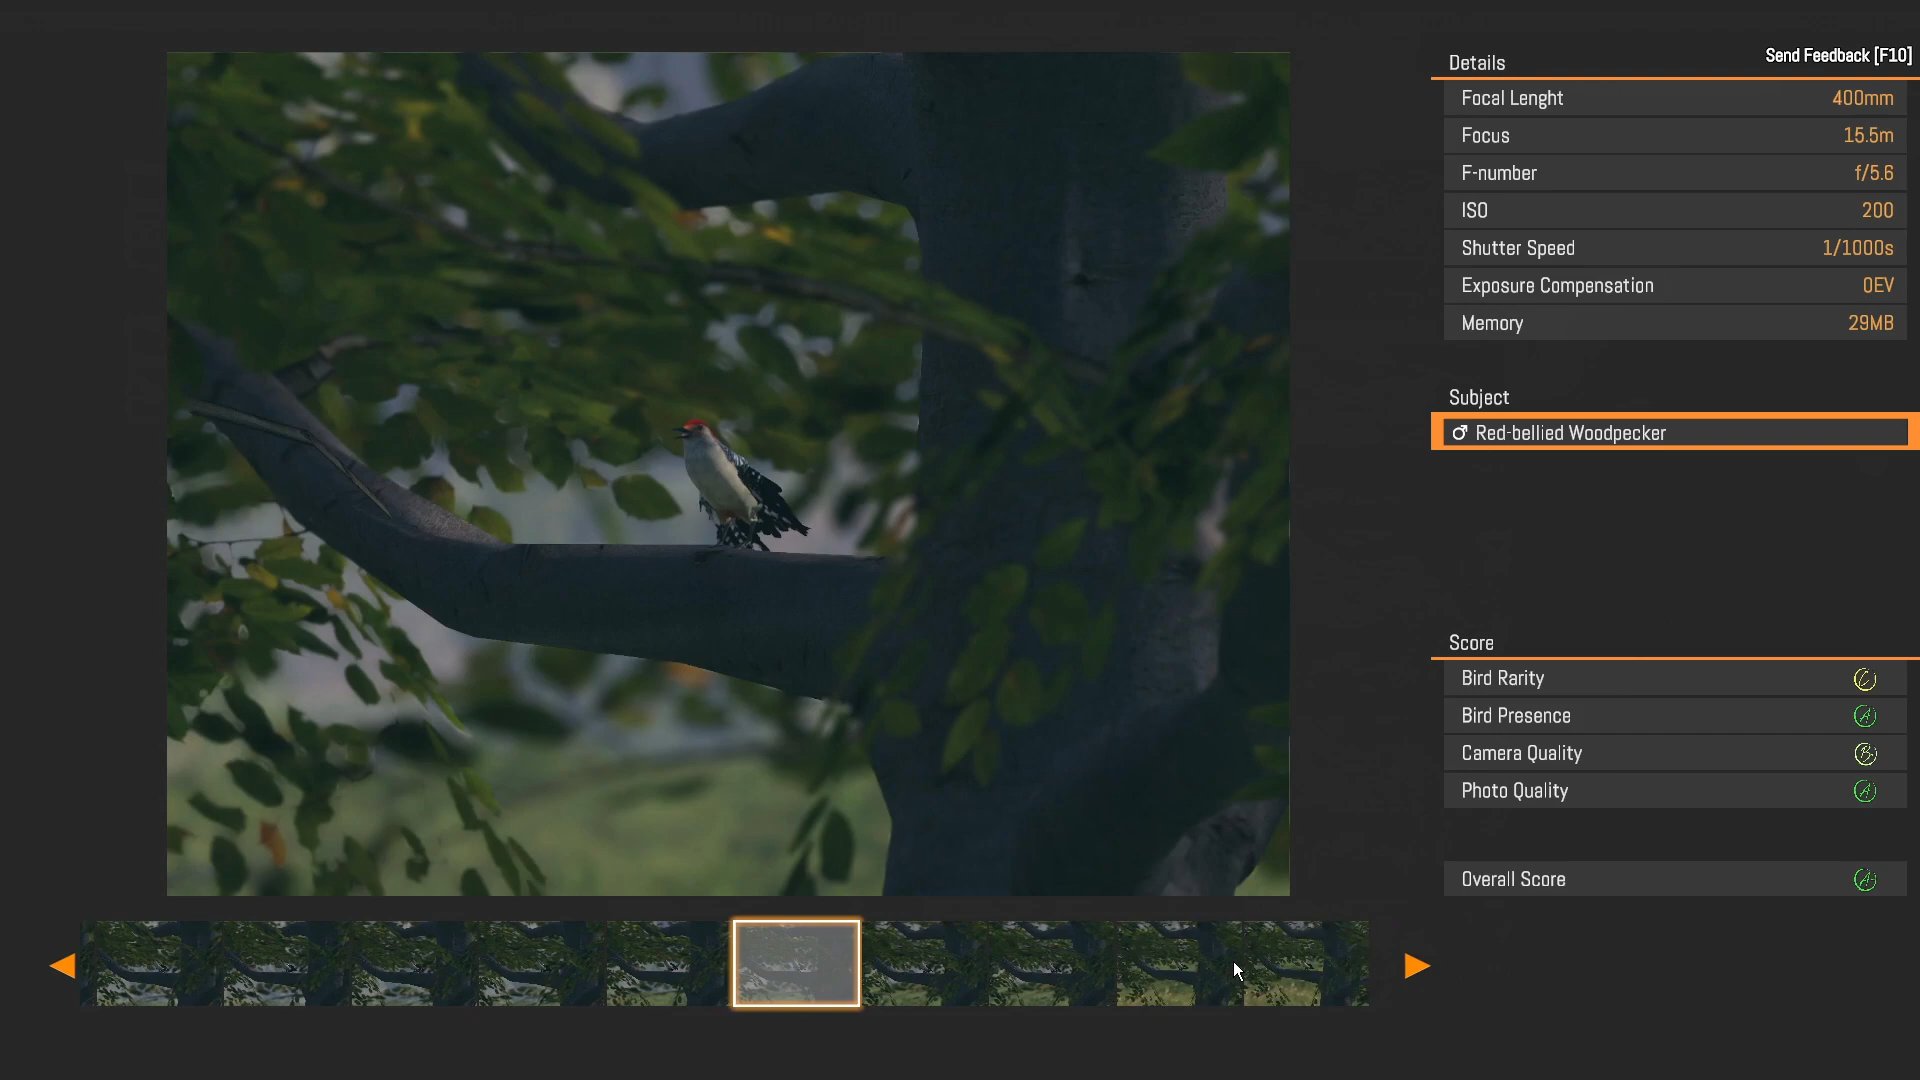 Send Feedback [F10]
Details
Focal Lenght 400mm
Focus 15.5m
F-number f/5.6
ISO 200
Shutter Speed 1/1000s
Exposure Compensation 0EV
Memory 29MB
Subject
♂ Red-bellied Woodpecker
Score
Bird Rarity C
Bird Presence A
Camera Quality B
Photo Quality A
Overall Score A